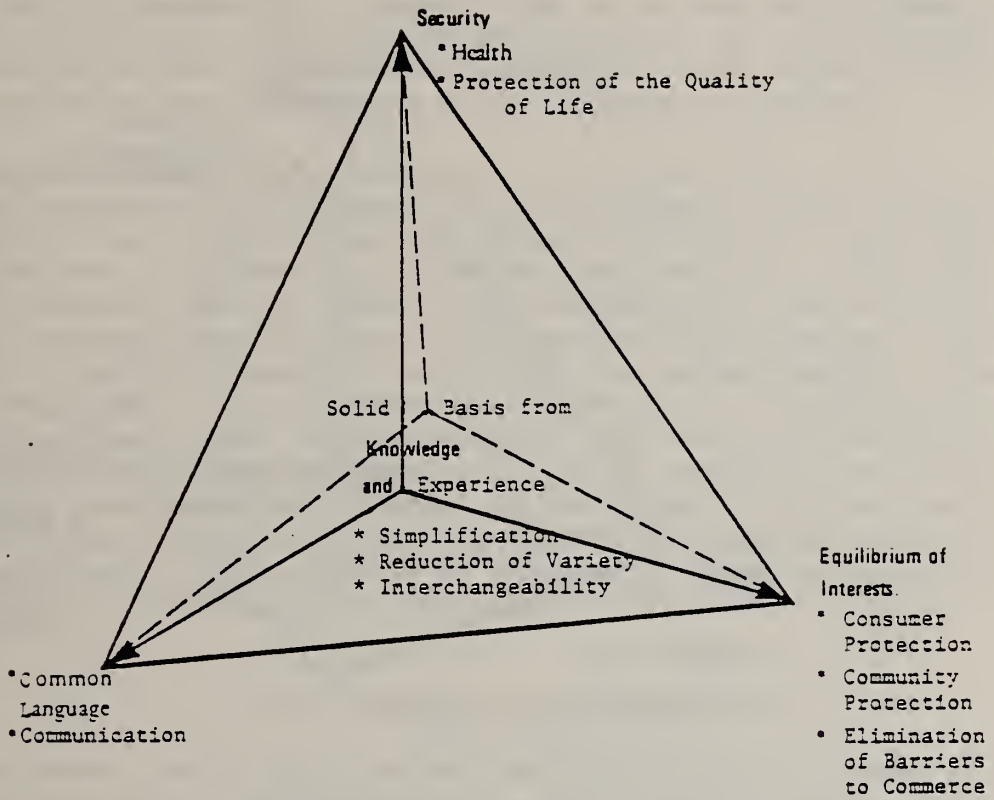 Security
* Health
* Protection of the Quality
of Life
Solid Basis from
Knowledge
and Experience
* Simplification
* Reduction of Variety
* Interchangeability
Equilibrium of
Interests.
* Consumer
Protection
* Community
Protection
* Elimination
of Barriers
to Commerce
* Common
Language
* Communication